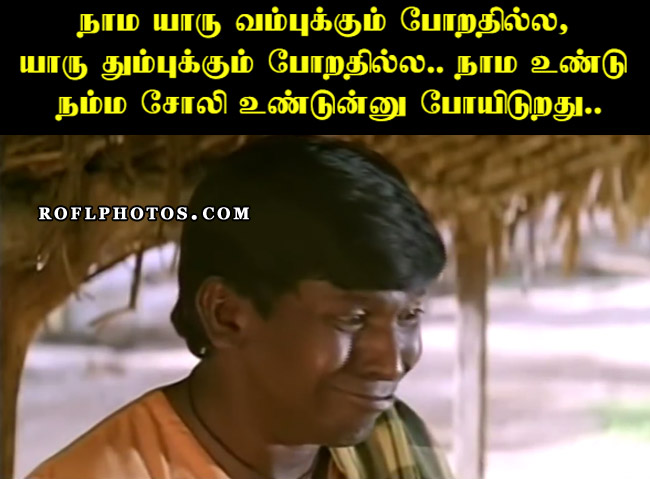 நாம யாரு வம்புக்கும் போறதில்ல,
யாரு தும்புக்கும் போறதில்ல.. நாம உண்டு
நம்ம சோலி உண்டுன்னு போயிடுறது..
ROFLPHOTOS.COM